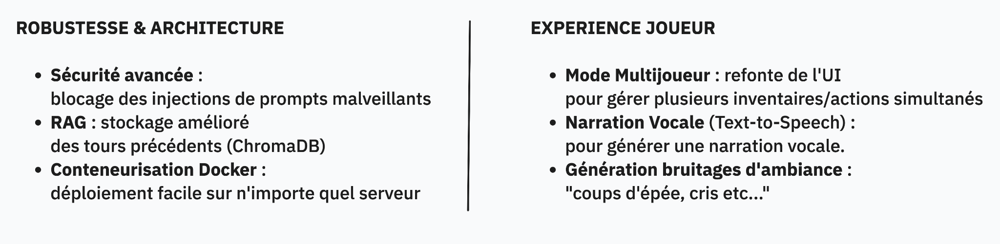 ROBUSTESSE & ARCHITECTURE
• Sécurité avancée :
blocage des injections de prompts malveillants
• RAG : stockage amélioré
des tours précédents (ChromaDB)
• Conteneurisation Docker :
déploiement facile sur n'importe quel serveur
EXPERIENCE JOUEUR
• Mode Multijoueur : refonte de l'UI
pour gérer plusieurs inventaires/actions simultanés
• Narration Vocale (Text-to-Speech) :
pour générer une narration vocale.
• Génération bruitages d'ambiance :
"coups d'épée, cris etc..."